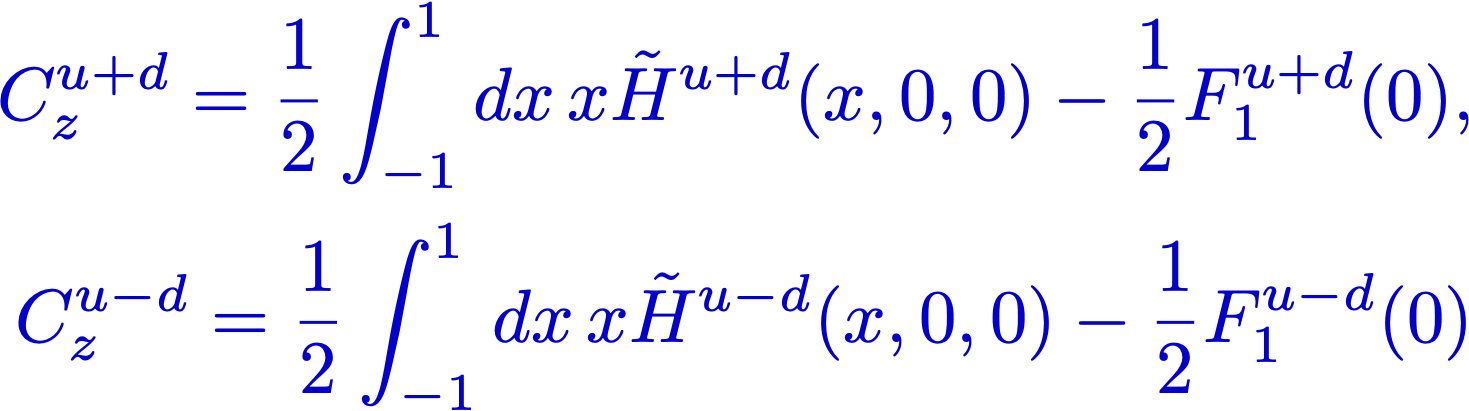 $C_z^{u+d} = \frac{1}{2} \int_{-1}^{1} dx\, x \tilde{H}^{u+d}(x, 0, 0) - \frac{1}{2} F_1^{u+d}(0),$
$C_z^{u-d} = \frac{1}{2} \int_{-1}^{1} dx\, x \tilde{H}^{u-d}(x, 0, 0) - \frac{1}{2} F_1^{u-d}(0)$